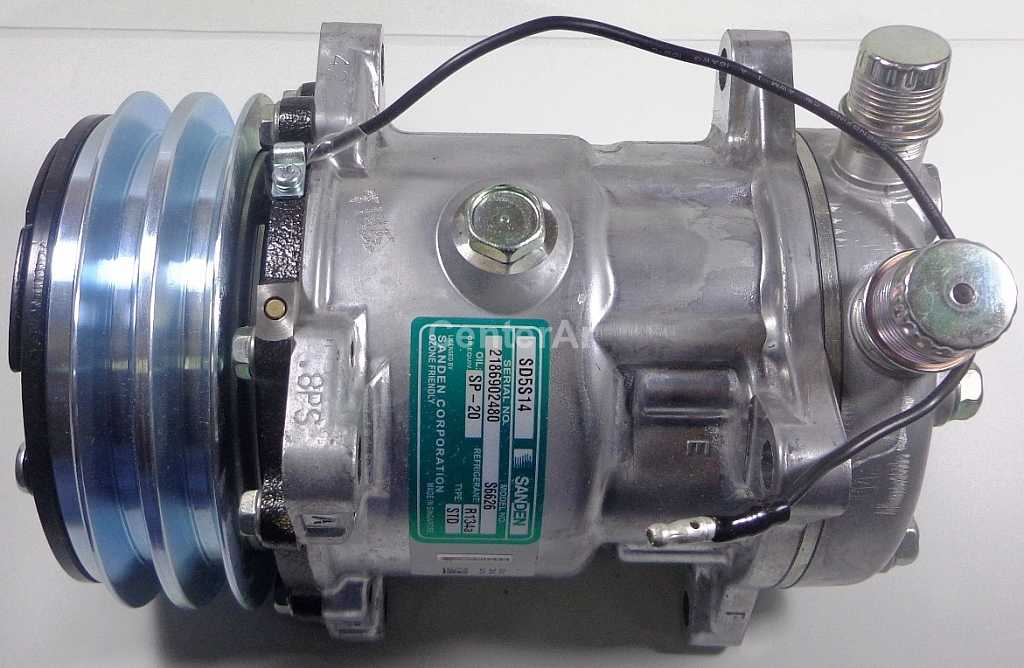 SD5S14
SANDEN
SERIAL NO.
MODEL NO.
2186902480
S6626
OIL:
SP-20
REFRIGERANT
R134a
TYPE:
STD
LICENSED BY
SANDEN CORPORATION
OZONE FRIENDLY
MADE IN SINGAPORE
CenterAr
.8PS
E
A